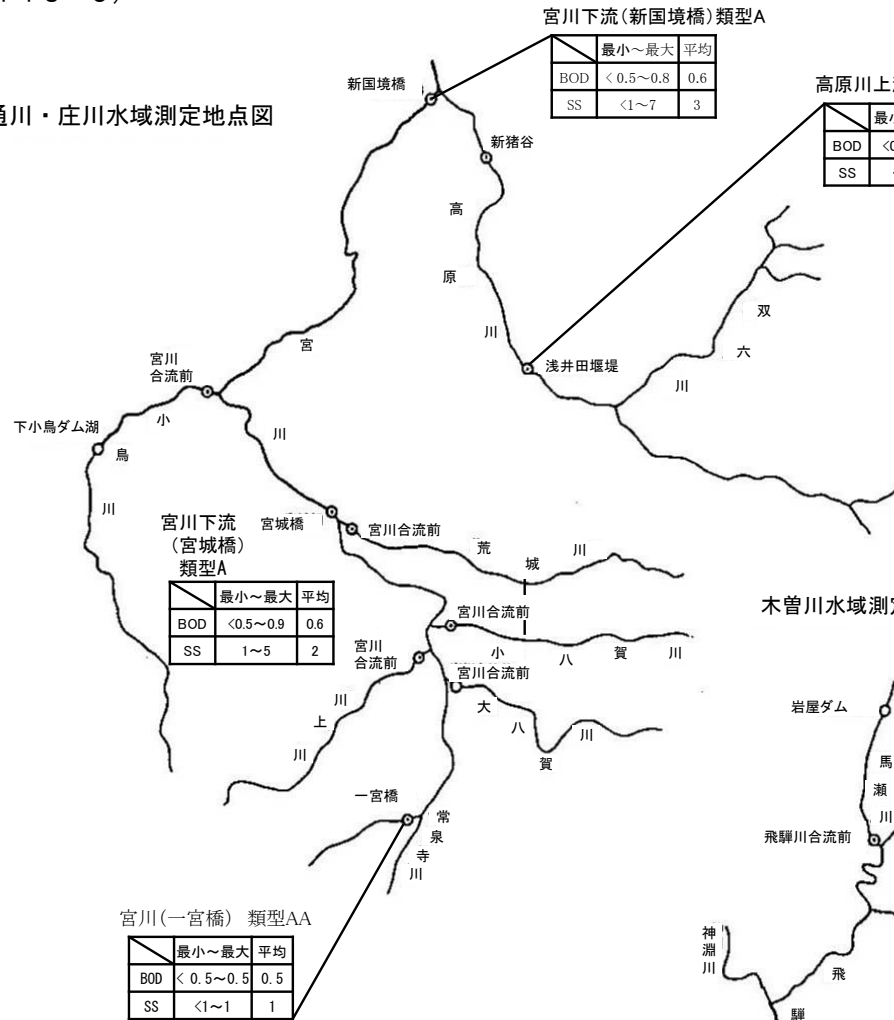 宮川下流(新国境橋)類型A
最小～最大 平均
BOD <0.5～0.8 0.6
SS <1～7 3
新国境橋
通川・庄川水域測定地点図
高原川上
最小
BOD <0
SS
新猪谷
高原川
双六川
宮川
浅井田堰堤
宮川
合流前
小鳥川
下小鳥ダム湖
宮川下流
(宮城橋)
類型A
最小～最大 平均
BOD <0.5～0.9 0.6
SS 1～5 2
宮城橋
宮川合流前
荒城川
宮川合流前
小八賀川
宮川
合流前
川上川
宮川合流前
大八賀川
一宮橋
常泉寺川
木曽川水域測定
岩屋ダム
馬瀬川
飛騨川合流前
神淵川
飛騨
宮川(一宮橋) 類型AA
最小～最大 平均
BOD <0.5～0.5 0.5
SS <1～1 1